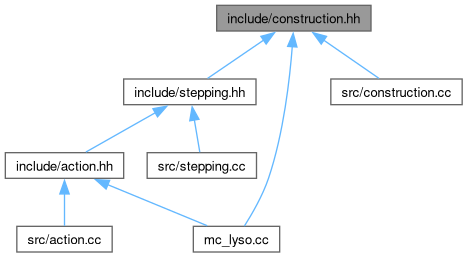 include/construction.hh
include/stepping.hh
src/construction.cc
include/action.hh
src/stepping.cc
src/action.cc
mc_lyso.cc